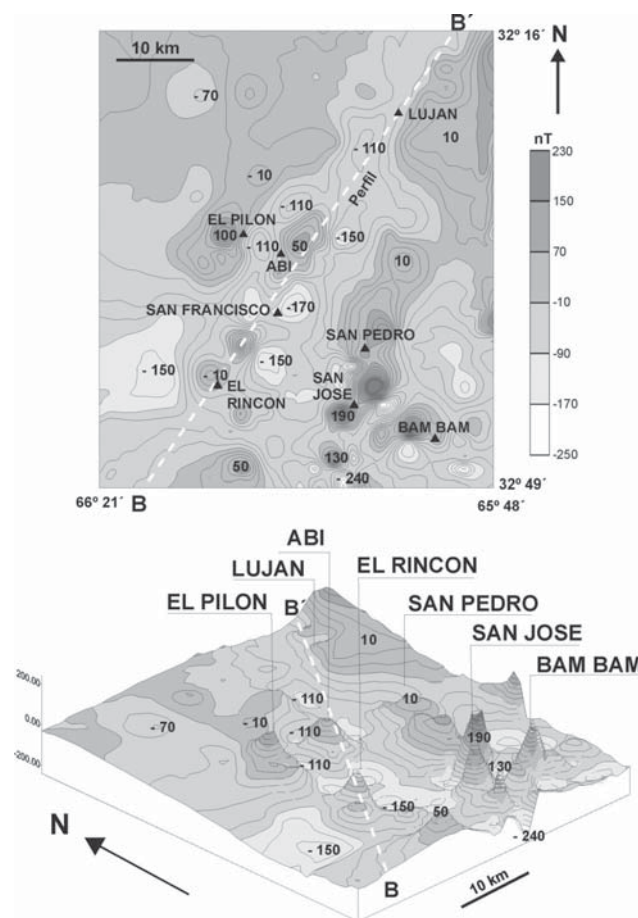 B´
32º 16´
N
10 km
- 70
LUJAN
10
- 110
nT
230
150
70
-10
-90
-170
-250
- 10
Perfil
- 110
EL PILON
100
- 110
50
-150
ABI
10
SAN FRANCISCO
-170
SAN PEDRO
- 150
- 150
- 10
EL
RINCON
SAN
JOSE
190
BAM BAM
130
50
- 240
66º 21´
B
32º 49´
65º 48´
ABI
LUJAN
EL RINCON
EL PILON
B´
SAN PEDRO
10
SAN JOSE
BAM BAM
200.00
0.00
-200.00
- 110
10
- 70
- 10
- 110
190
- 110
130
- 150
50
N
- 150
- 240
B
10 km